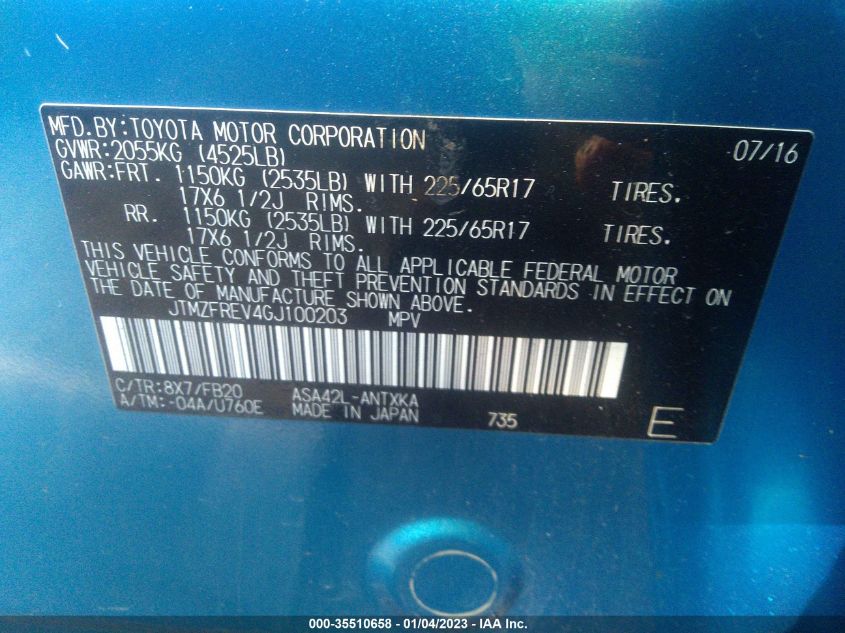 MFD.BY:TOYOTA MOTOR CORPORATION 07/16
GVWR:2055KG (4525LB)
GAWR:FRT. 1150KG (2535LB) WITH 225/65R17 TIRES.
17X6 1/2J RIMS.
RR. 1150KG (2535LB) WITH 225/65R17 TIRES.
17X6 1/2J RIMS.
THIS VEHICLE CONFORMS TO ALL APPLICABLE FEDERAL MOTOR
VEHICLE SAFETY AND THEFT PREVENTION STANDARDS IN EFFECT ON
THE DATE OF MANUFACTURE SHOWN ABOVE.
JTMZFREV4GJ100203 MPV
C/TR:8X7/FB20 ASA42L-ANTXKA
A/TM:-04A/U760E MADE IN JAPAN 735 E
000-35510658 - 01/04/2023 - IAA Inc.